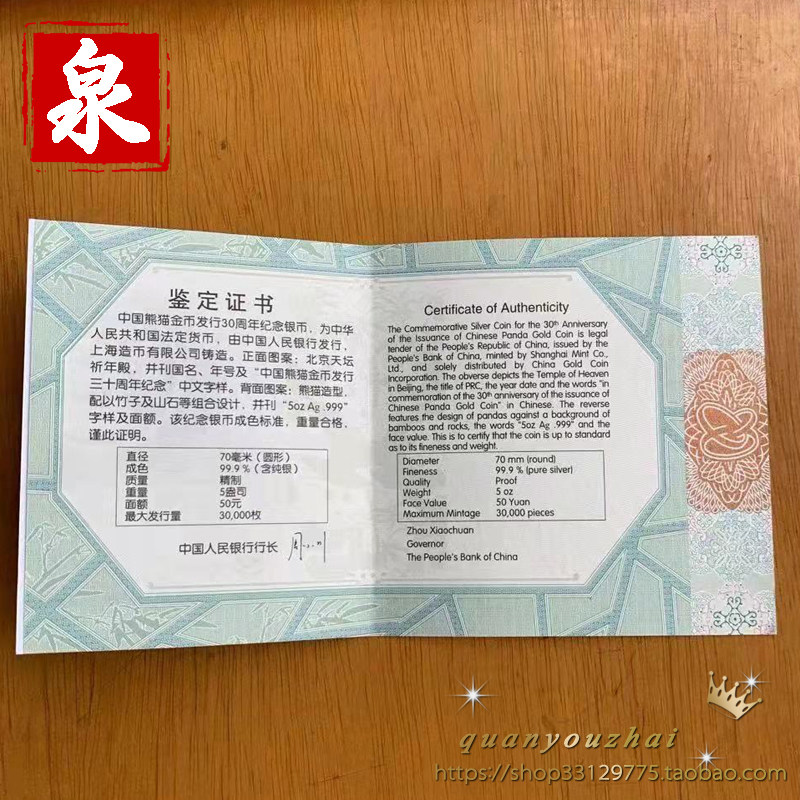 泉
鉴定证书
中国熊猫金币发行30周年纪念银币，为中华
人民共和国法定货币，由中国人民银行发行，
上海造币有限公司铸造。正面图案：北京天坛
祈年殿，并刊国名、年号及“中国熊猫金币发行
三十周年纪念”中文字样。背面图案：熊猫造型，
配以竹子及山石等组合设计，并刊“5oz Ag .999”
字样及面额。该纪念银币成色标准，重量合格，
谨此证明。
直径 70毫米（圆形）
成色 99.9%（含纯银）
质量 精制
重量 5盎司
面额 50元
最大发行量 30,000枚
中国人民银行行长
Certificate of Authenticity
The Commemorative Silver Coin for the 30th Anniversary
of the Issuance of Chinese Panda Gold Coin is legal
tender of the People's Republic of China, issued by the
People's Bank of China, minted by Shanghai Mint Co.,
Ltd., and solely distributed by China Gold Coin
Incorporation. The obverse depicts the Temple of Heaven
in Beijing, the title of PRC, the year date and the words "in
commemoration of the 30th anniversary of the issuance of
Chinese Panda Gold Coin" in Chinese. The reverse
features the design of pandas against a background of
bamboos and rocks, the words "5oz Ag .999" and the
face value. This is to certify that the coin is up to standard
as to its fineness and weight.
Diameter 70 mm (round)
Fineness 99.9 % (pure silver)
Quality Proof
Weight 5 oz
Face Value 50 Yuan
Maximum Mintage 30,000 pieces
Zhou Xiaochuan
Governor
The People's Bank of China
quanyouzhai
https://shop33129775.taobao.com